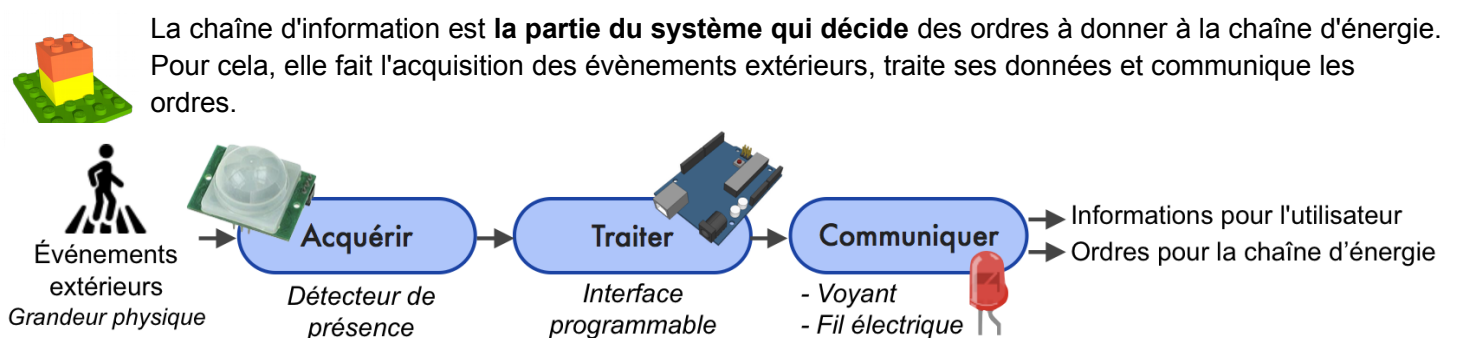 La chaîne d'information est la partie du système qui décide des ordres à donner à la chaîne d'énergie.
Pour cela, elle fait l'acquisition des évènements extérieurs, traite ses données et communique les
ordres.
Événements
extérieurs
Grandeur physique
Acquérir
Détecteur de
présence
Traiter
Interface
programmable
Communiquer
- Voyant
- Fil électrique
Informations pour l'utilisateur
Ordres pour la chaîne d’énergie